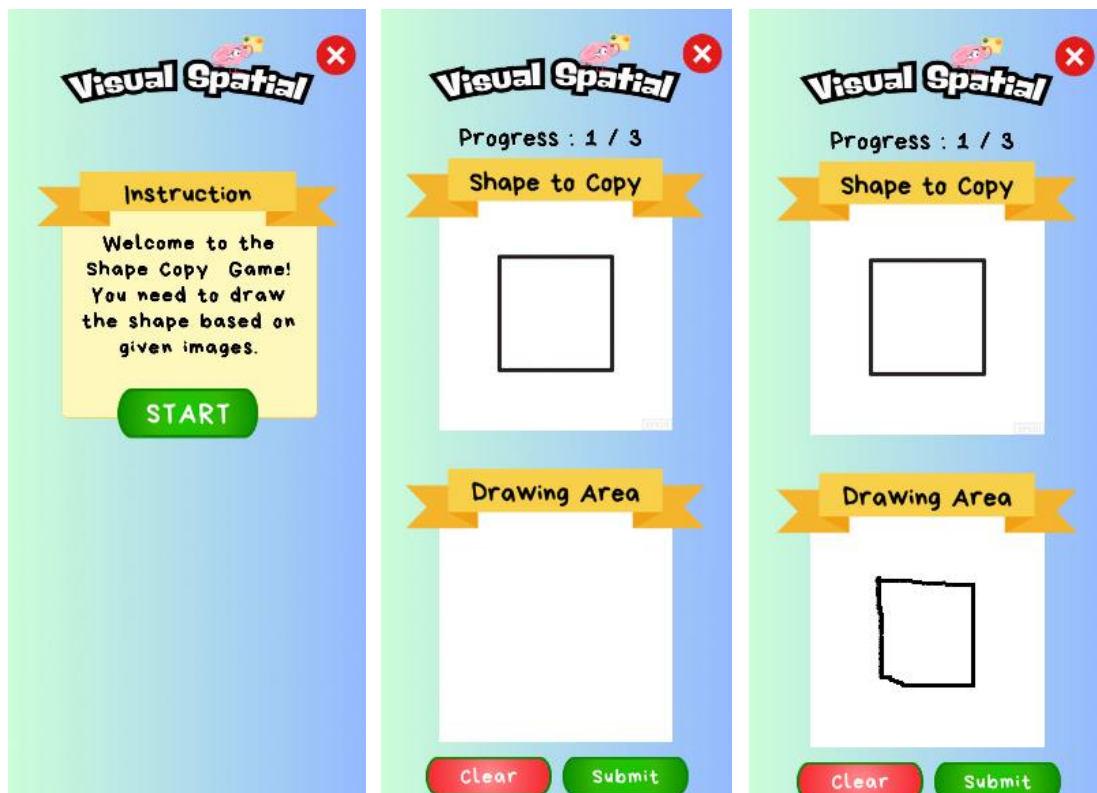 Visual Spatial
Instruction
Welcome to the
Shape Copy Game!
You need to draw
the shape based on
given images.
START
Visual Spatial
Progress : 1 / 3
Shape to Copy
Drawing Area
Clear
Submit
Visual Spatial
Progress : 1 / 3
Shape to Copy
Drawing Area
Clear
Submit